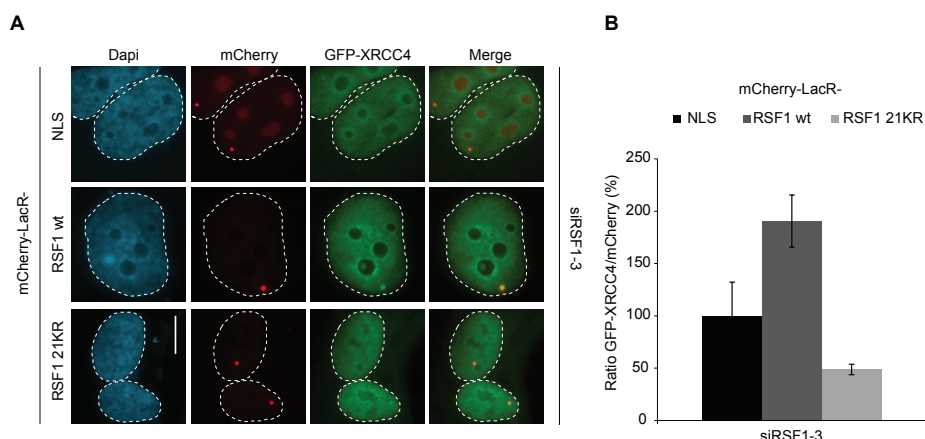 A
B
Dapi mCherry GFP-XRCC4 Merge
mCherry-LacR-
NLS
RSF1 wt
RSF1 21KR
siRSF1-3
mCherry-LacR-
NLS RSF1 wt RSF1 21KR
Ratio GFP-XRCC4/mCherry (%)
250
200
150
100
50
0
siRSF1-3